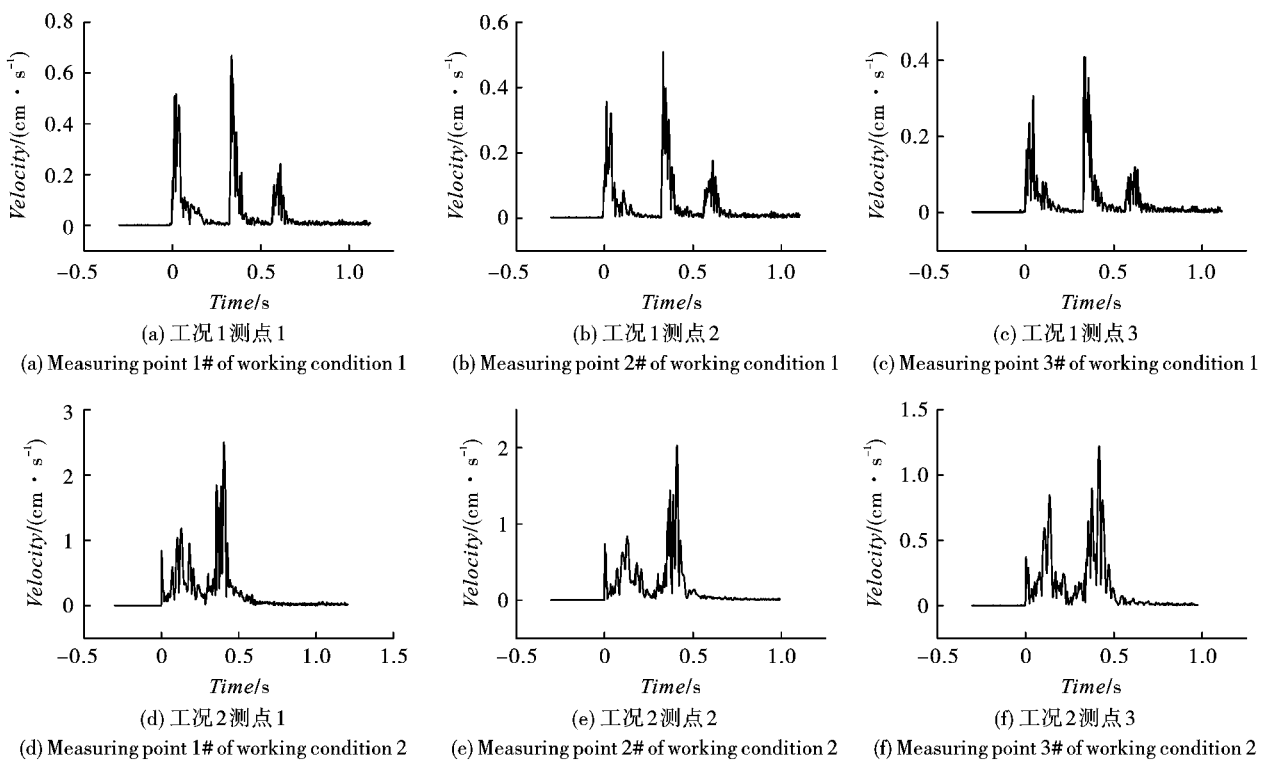 0.8
0.6
0.4
0.2
0
Velocity/(cm · s⁻¹)
−0.5 0 0.5 1.0
Time/s
(a) 工况1测点1
(a) Measuring point 1# of working condition 1
0.6
0.4
0.2
0
Velocity/(cm · s⁻¹)
−0.5 0 0.5 1.0
Time/s
(b) 工况1测点2
(b) Measuring point 2# of working condition 1
0.4
0.2
0
Velocity/(cm · s⁻¹)
−0.5 0 0.5 1.0
Time/s
(c) 工况1测点3
(c) Measuring point 3# of working condition 1
3
2
1
0
Velocity/(cm · s⁻¹)
−0.5 0 0.5 1.0 1.5
Time/s
(d) 工况2测点1
(d) Measuring point 1# of working condition 2
2
1
0
Velocity/(cm · s⁻¹)
−0.5 0 0.5 1.0
Time/s
(e) 工况2测点2
(e) Measuring point 2# of working condition 2
1.5
1.0
0.5
0
Velocity/(cm · s⁻¹)
−0.5 0 0.5 1.0
Time/s
(f) 工况2测点3
(f) Measuring point 3# of working condition 2